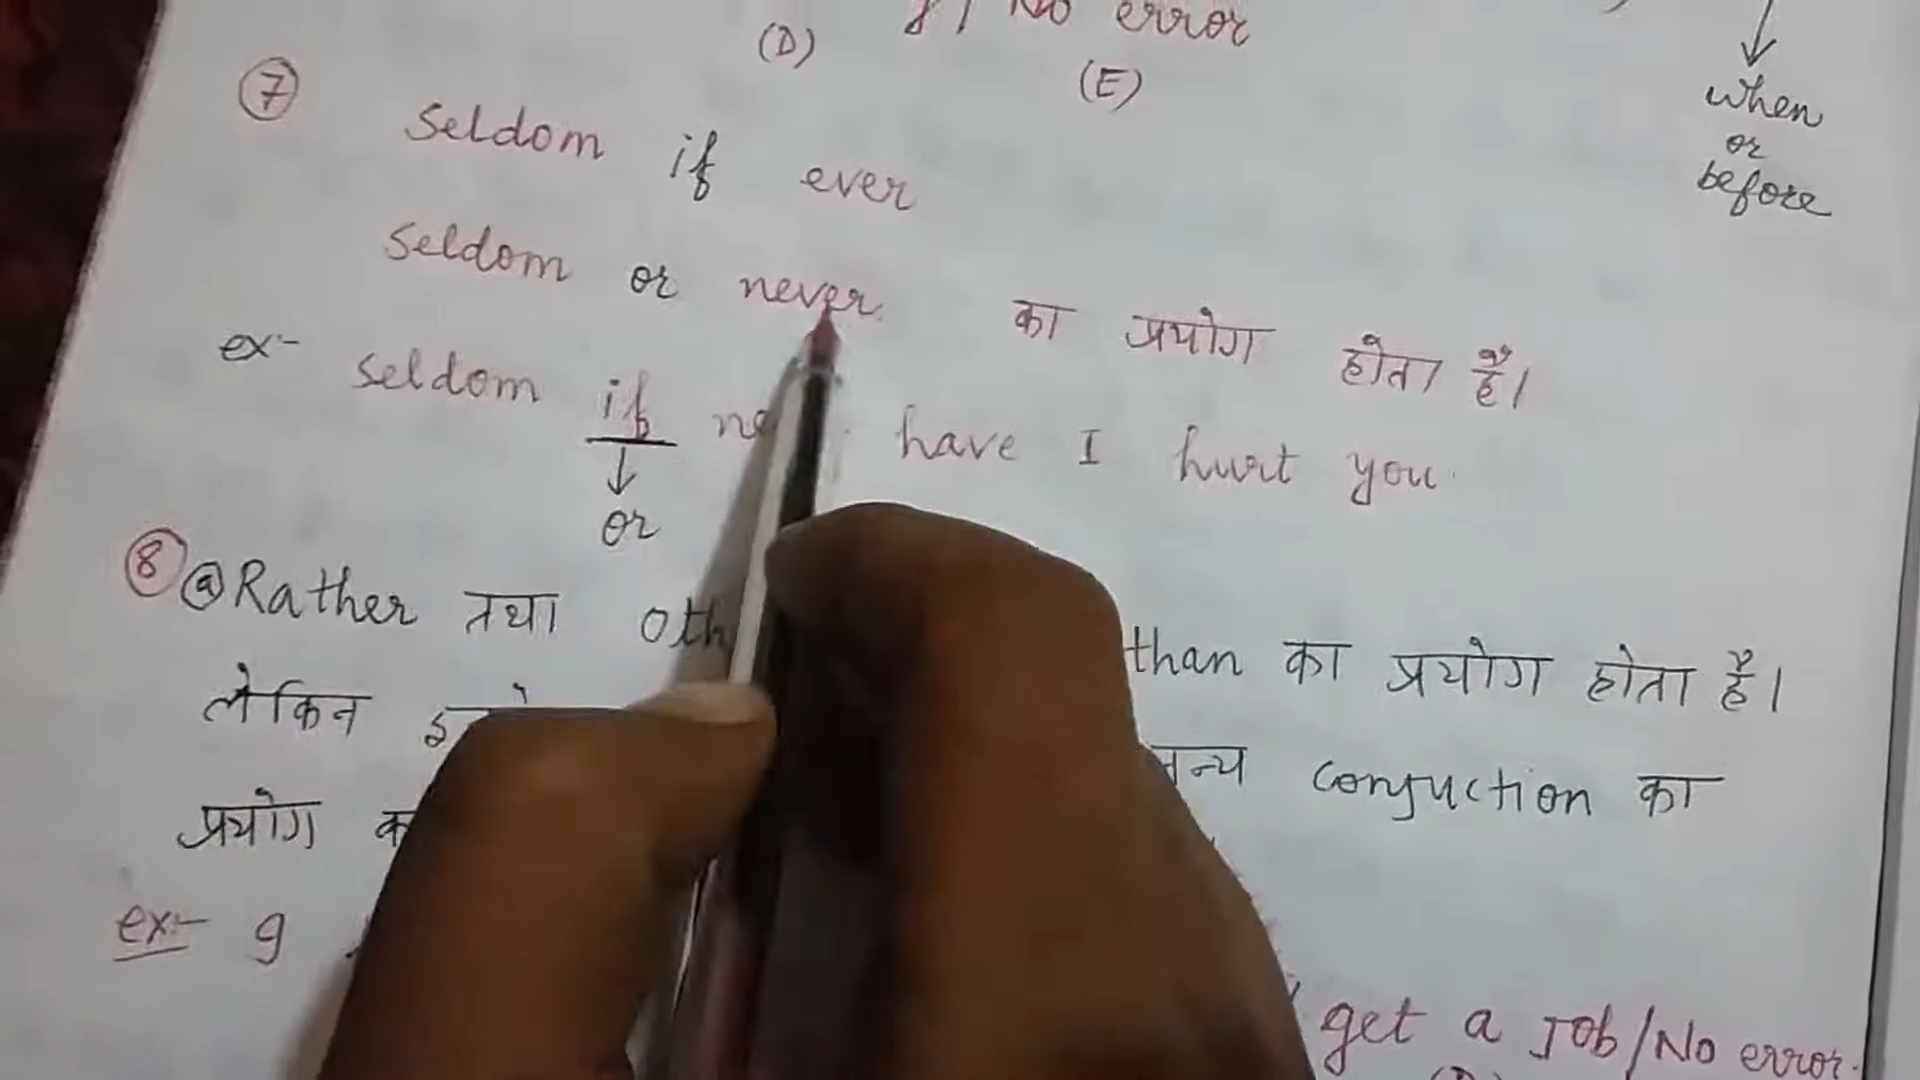 No error
(D) (E)
when
or
before
7 Seldom if ever
Seldom or never का प्रयोग होता है।
ex- Seldom if have I hurt you.
↓
or
8 a Rather तथा than का प्रयोग होता है।
लेकिन conjuction का
प्रयोग
ex:- 9
get a Job/No error.